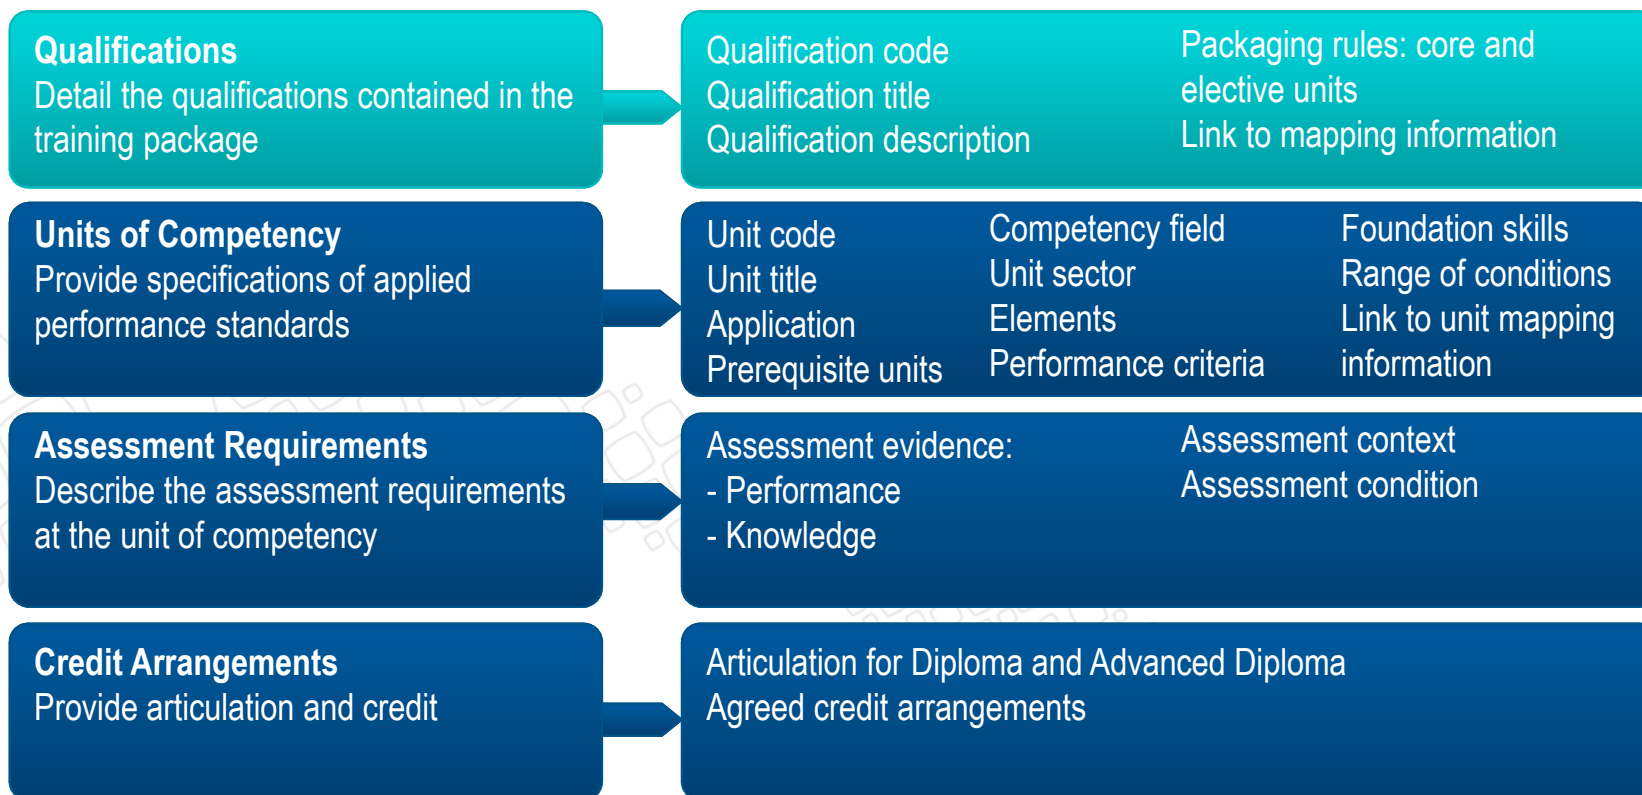 Qualifications
Detail the qualifications contained in the
training package
Qualification code
Qualification title
Qualification description
Packaging rules: core and
elective units
Link to mapping information
Units of Competency
Provide specifications of applied
performance standards
Unit code
Unit title
Application
Prerequisite units
Competency field
Unit sector
Elements
Performance criteria
Foundation skills
Range of conditions
Link to unit mapping
information
Assessment Requirements
Describe the assessment requirements
at the unit of competency
Assessment evidence:
- Performance
- Knowledge
Assessment context
Assessment condition
Credit Arrangements
Provide articulation and credit
Articulation for Diploma and Advanced Diploma
Agreed credit arrangements